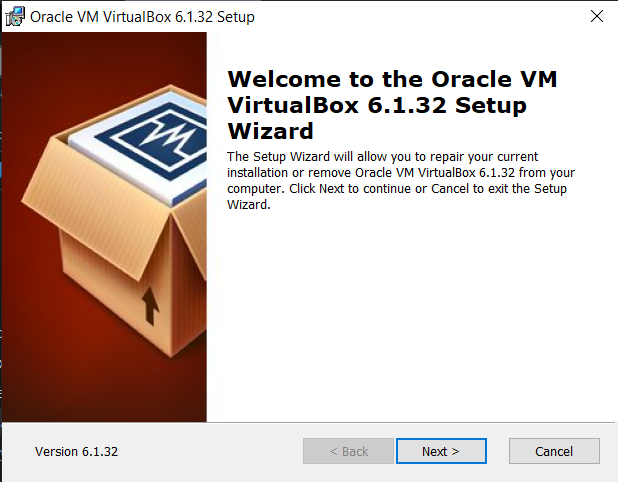 Oracle VM VirtualBox 6.1.32 Setup
Welcome to the Oracle VM
VirtualBox 6.1.32 Setup
Wizard
The Setup Wizard will allow you to repair your current
installation or remove Oracle VM VirtualBox 6.1.32 from your
computer. Click Next to continue or Cancel to exit the Setup
Wizard.
Version 6.1.32
< Back
Next >
Cancel